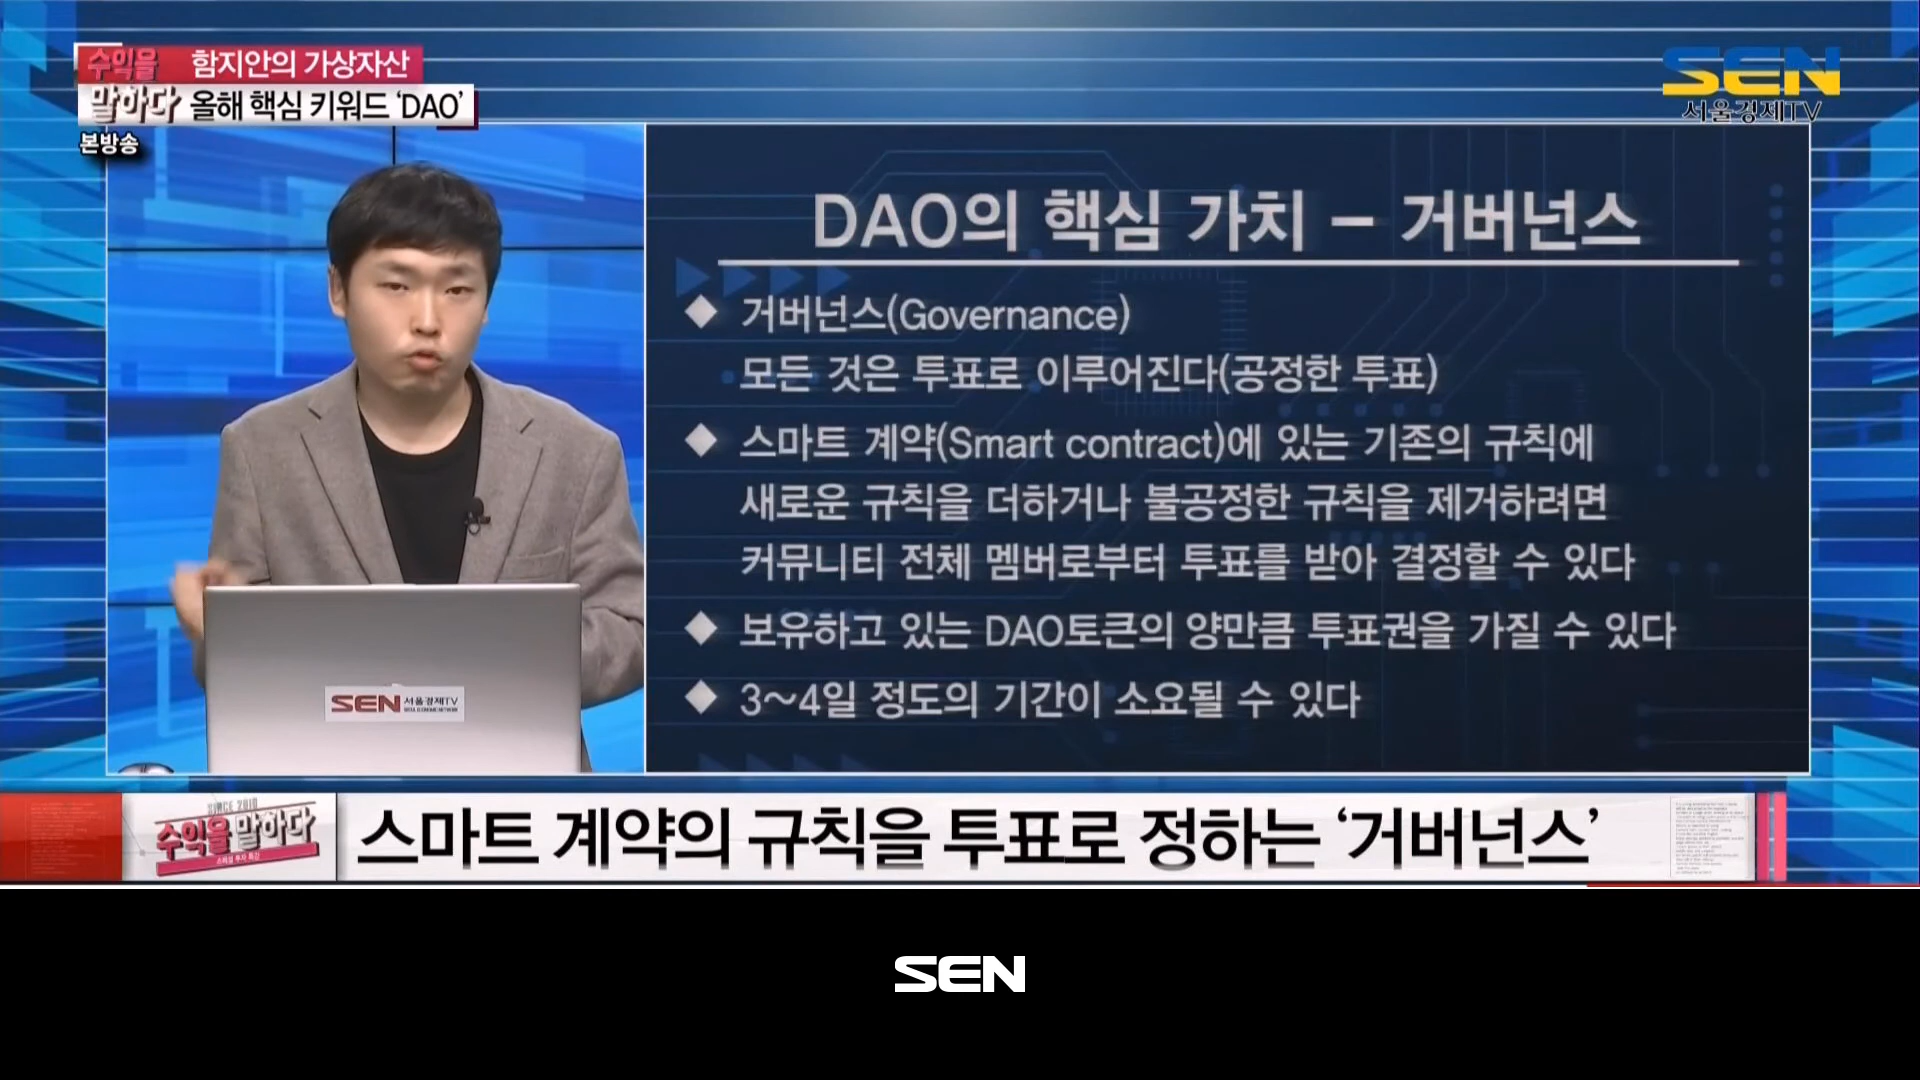 수익을 말하다
함지안의 가상자산
올해 핵심 키워드 ‘DAO’
본방송
SEN
서울경제TV
DAO의 핵심 가치 – 거버넌스
◆ 거버넌스(Governance)
모든 것은 투표로 이루어진다(공정한 투표)
◆ 스마트 계약(Smart contract)에 있는 기존의 규칙에
새로운 규칙을 더하거나 불공정한 규칙을 제거하려면
커뮤니티 전체 멤버로부터 투표를 받아 결정할 수 있다
◆ 보유하고 있는 DAO토큰의 양만큼 투표권을 가질 수 있다
◆ 3~4일 정도의 기간이 소요될 수 있다
SEN 서울경제TV
SINCE 2010
수익을 말하다
스페셜 투자 특강
스마트 계약의 규칙을 투표로 정하는 ‘거버넌스’
SEN